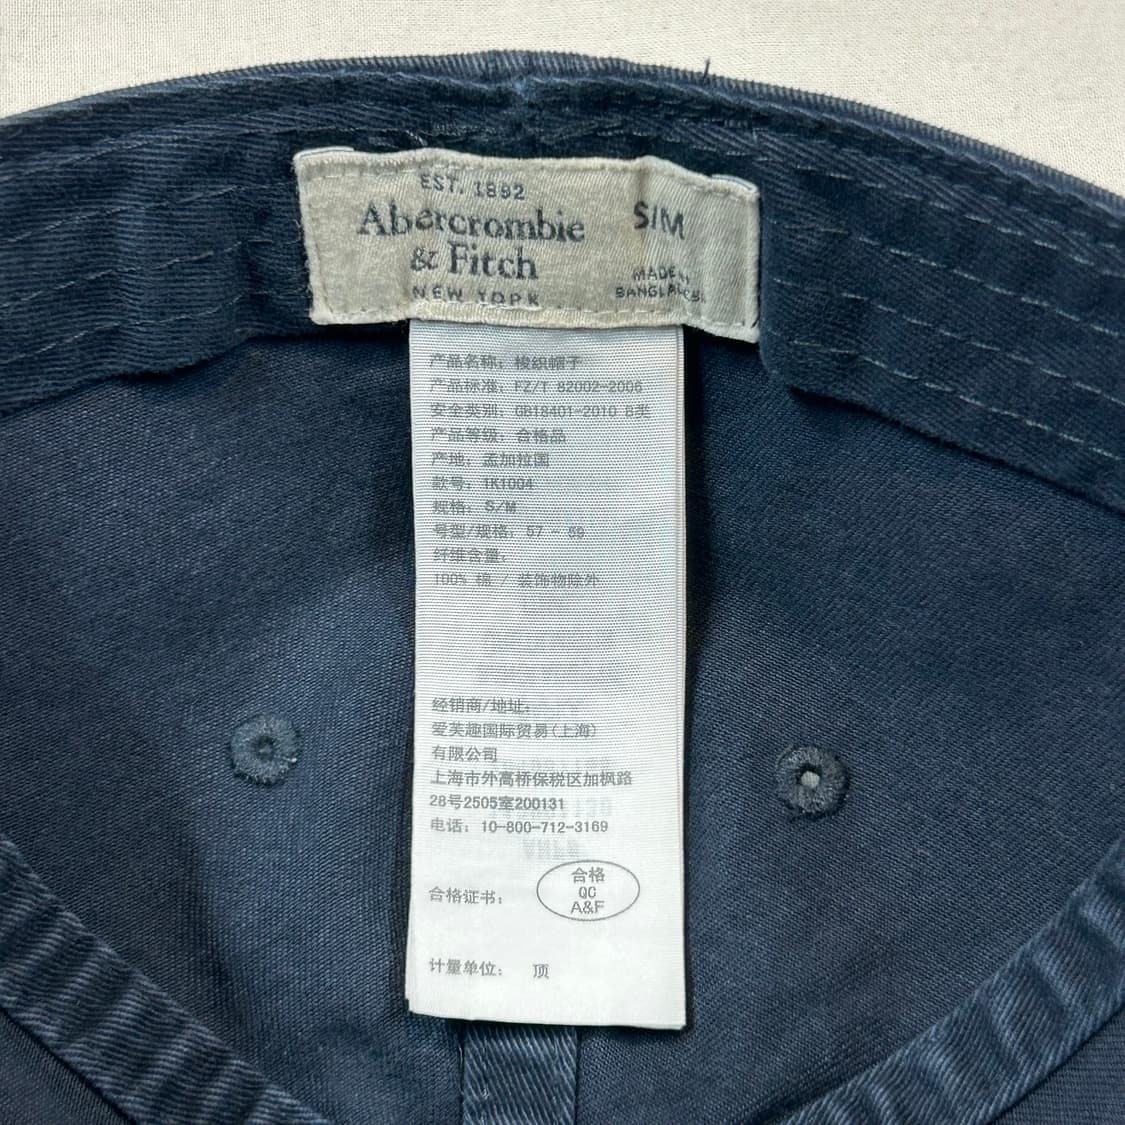 EST. 1892
Abercrombie
& Fitch
NEW YORK
S/M
MADE IN
BANGLADESH
产品名称: 梭织帽子
产品标准: FZ/T 82002-2006
安全类别: GB18401-2010 B类
产品等级: 合格品
产地: 孟加拉国
款号: 1K1004
规格: S/M
号型/规格: 57 - 59
纤维含量:
100% 棉 / 装饰物除外
经销商/地址:
爱芙趣国际贸易(上海)
有限公司
上海市外高桥保税区加枫路
28号2505室200131
电话: 10-800-712-3169
合格证书:
合格
QC
A&F
计量单位: 顶